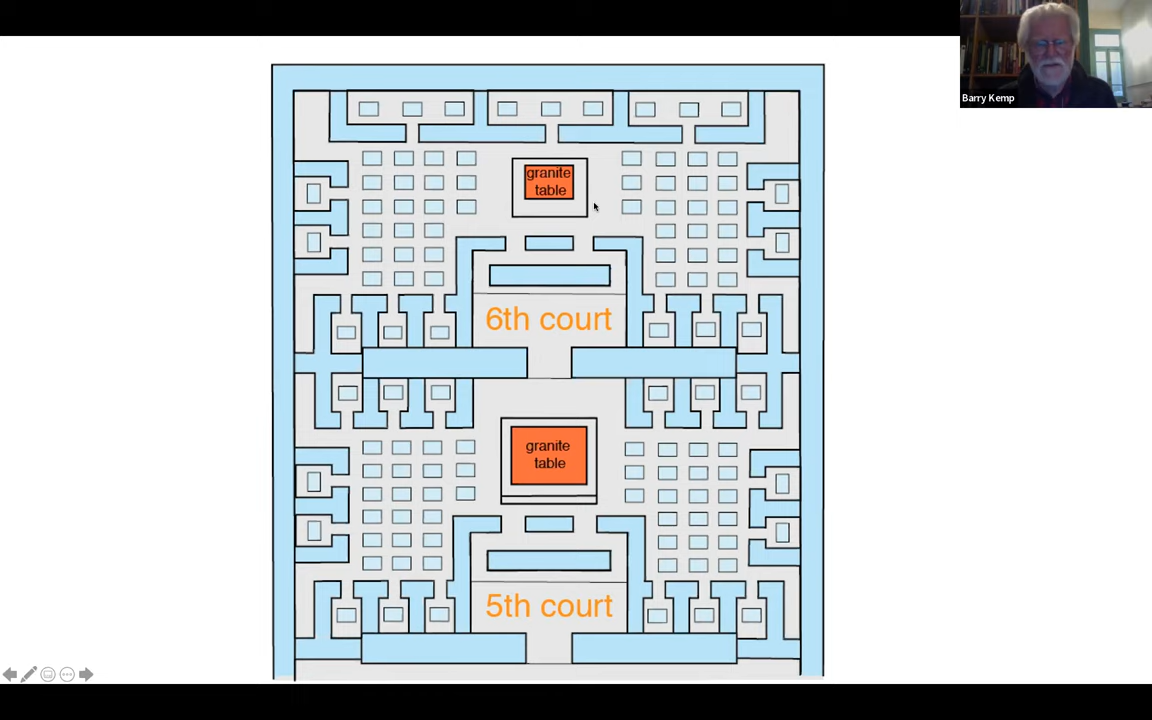 Barry Kemp
granite
table
6th court
granite
table
5th court